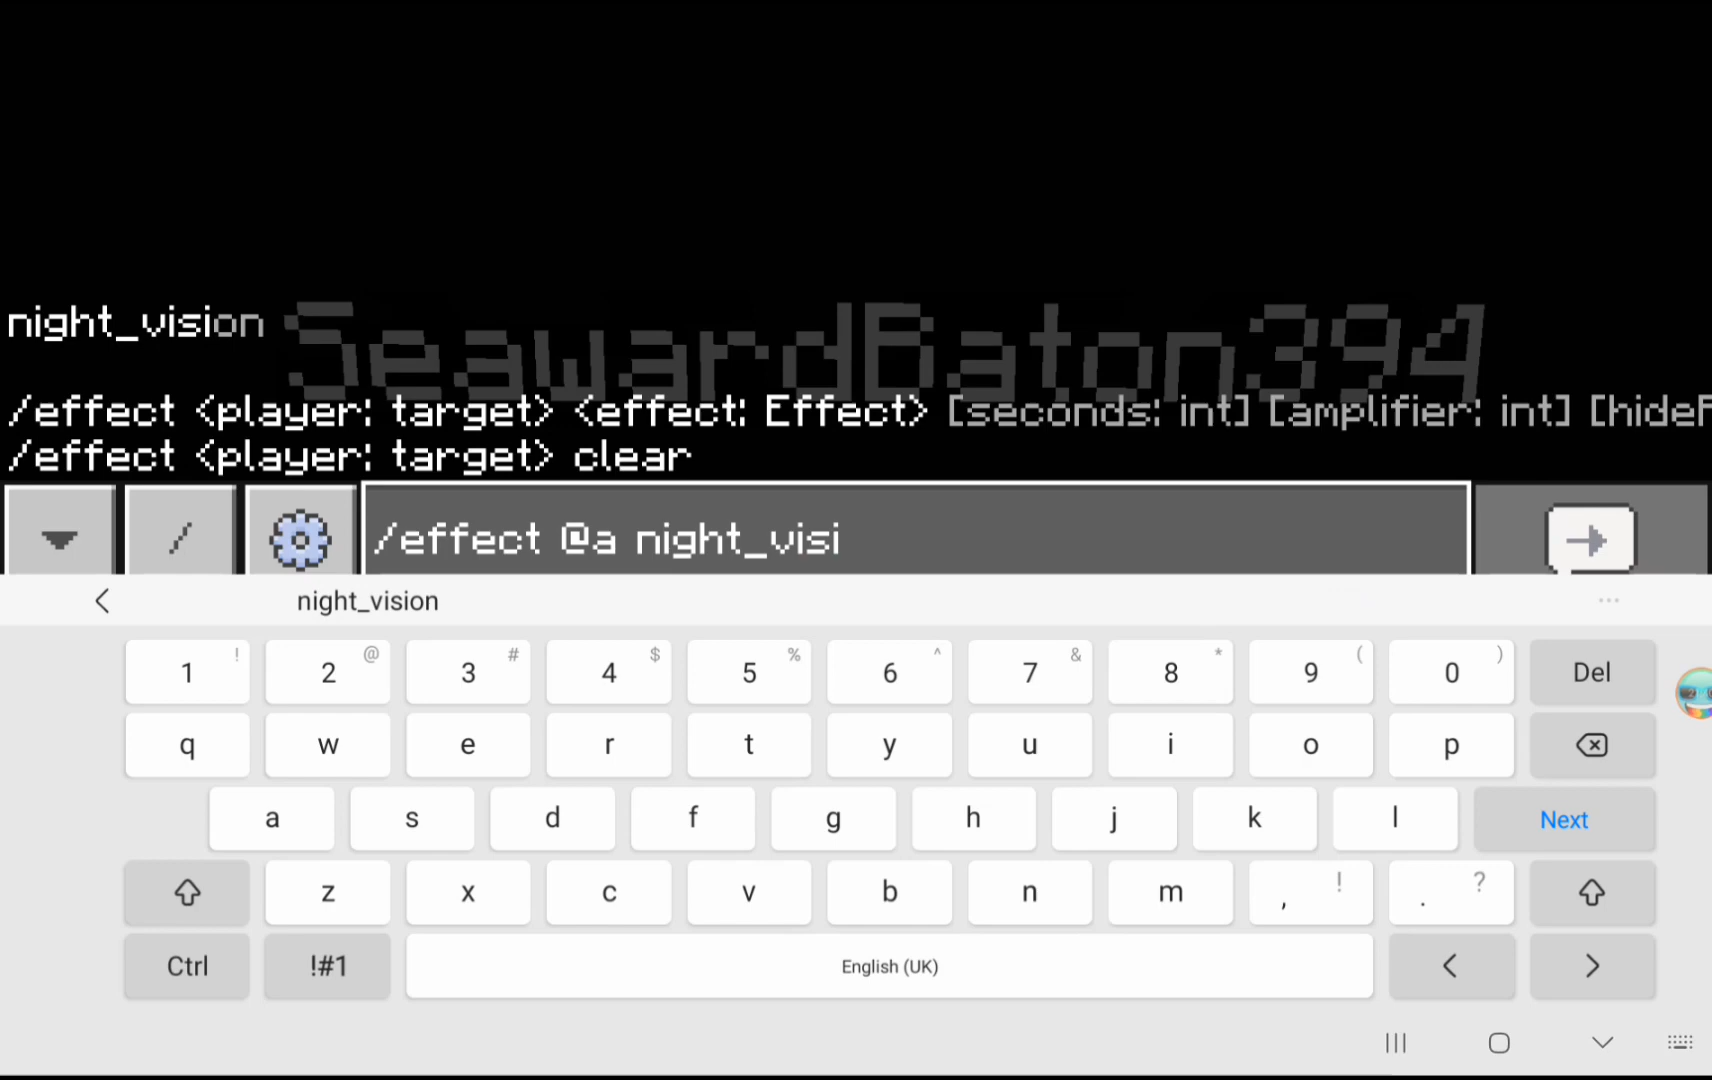 SeawardBaton394
night_vision
/effect <player: target> <effect: Effect> [seconds: int] [amplifier: int] [hideP
/effect <player: target> clear
/ /effect @a night_visi
night_vision
1 ! 2 @ 3 # 4 $ 5 % 6 ^ 7 & 8 * 9 ( 0 ) Del
q w e r t y u i o p
a s d f g h j k l Next
z x c v b n m , ! . ?
Ctrl !#1 English (UK) < >